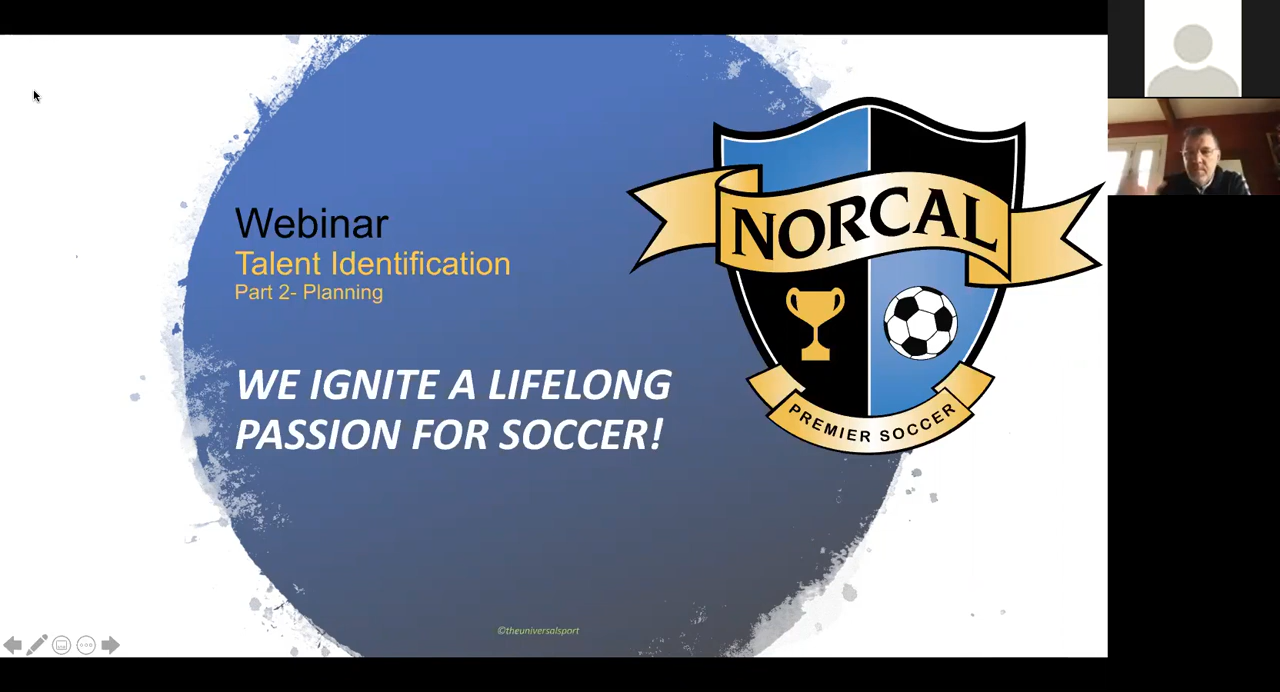 Webinar
Talent Identification
Part 2- Planning
WE IGNITE A LIFELONG
PASSION FOR SOCCER!
NORCAL
PREMIER SOCCER
©theuniversalsport